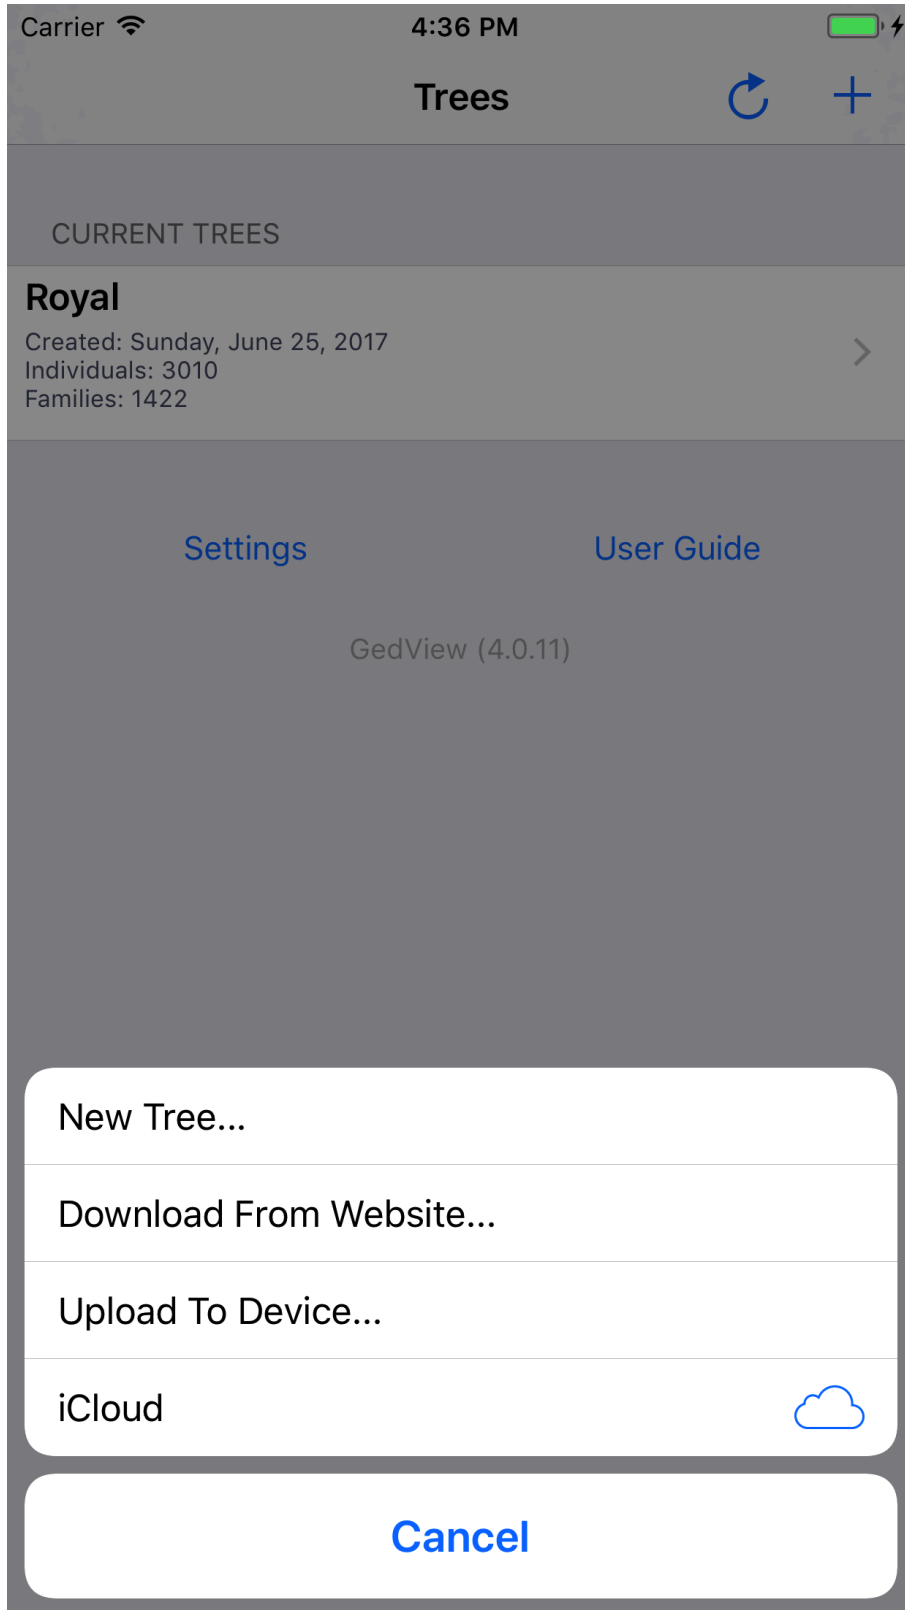 Carrier 4:36 PM
Trees
CURRENT TREES
Royal
Created: Sunday, June 25, 2017
Individuals: 3010
Families: 1422
Settings User Guide
GedView (4.0.11)
New Tree...
Download From Website...
Upload To Device...
iCloud
Cancel